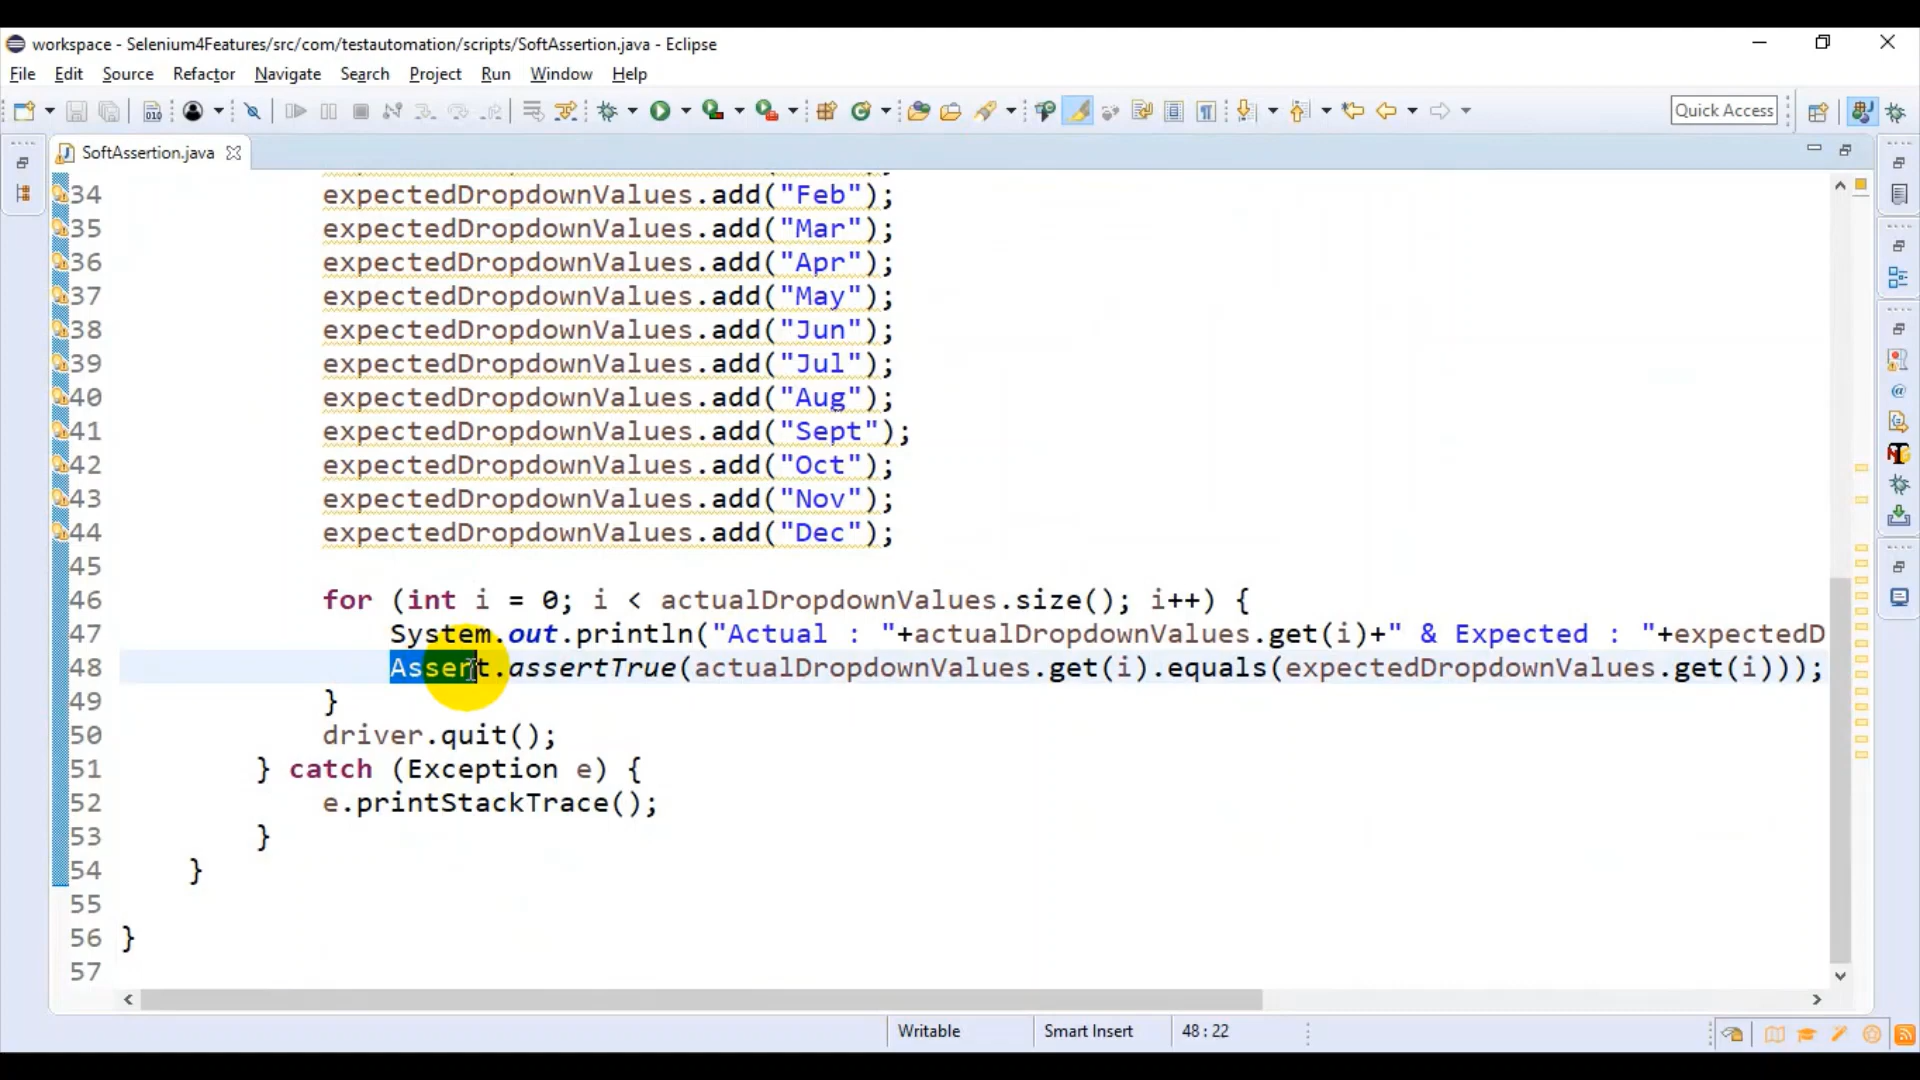 workspace - Selenium4Features/src/com/testautomation/scripts/SoftAssertion.java - Eclipse
File Edit Source Refactor Navigate Search Project Run Window Help
Quick Access
SoftAssertion.java
34 expectedDropdownValues.add("Feb");
35 expectedDropdownValues.add("Mar");
36 expectedDropdownValues.add("Apr");
37 expectedDropdownValues.add("May");
38 expectedDropdownValues.add("Jun");
39 expectedDropdownValues.add("Jul");
40 expectedDropdownValues.add("Aug");
41 expectedDropdownValues.add("Sept");
42 expectedDropdownValues.add("Oct");
43 expectedDropdownValues.add("Nov");
44 expectedDropdownValues.add("Dec");
45
46 for (int i = 0; i < actualDropdownValues.size(); i++) {
47 System.out.println("Actual : "+actualDropdownValues.get(i)+" & Expected : "+expectedD
48 Assert.assertTrue(actualDropdownValues.get(i).equals(expectedDropdownValues.get(i)));
49 }
50 driver.quit();
51 } catch (Exception e) {
52 e.printStackTrace();
53 }
54 }
55
56 }
57
Writable Smart Insert 48 : 22